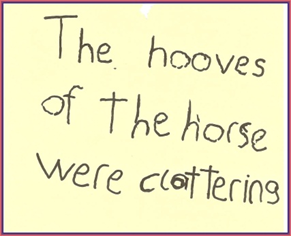 The hooves
of the horse
were clattering